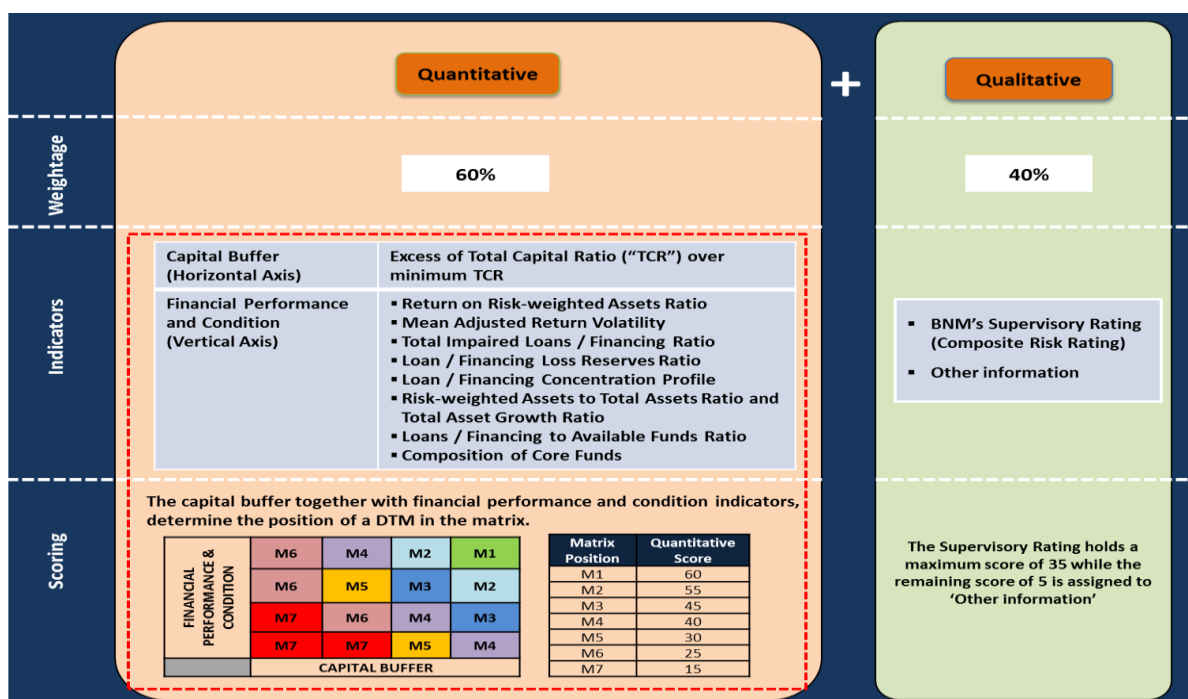 Quantitative
+
Qualitative
Weightage
60%
40%
Indicators
Capital Buffer
(Horizontal Axis)
Excess of Total Capital Ratio (“TCR”) over
minimum TCR
Financial Performance
and Condition
(Vertical Axis)
▪ Return on Risk-weighted Assets Ratio
▪ Mean Adjusted Return Volatility
▪ Total Impaired Loans / Financing Ratio
▪ Loan / Financing Loss Reserves Ratio
▪ Loan / Financing Concentration Profile
▪ Risk-weighted Assets to Total Assets Ratio and
Total Asset Growth Ratio
▪ Loans / Financing to Available Funds Ratio
▪ Composition of Core Funds
▪ BNM’s Supervisory Rating
(Composite Risk Rating)
▪ Other information
Scoring
The capital buffer together with financial performance and condition indicators,
determine the position of a DTM in the matrix.
FINANCIAL
PERFORMANCE &
CONDITION
M6 M4 M2 M1
M6 M5 M3 M2
M7 M6 M4 M3
M7 M7 M5 M4
CAPITAL BUFFER
Matrix
Position
Quantitative
Score
M1 60
M2 55
M3 45
M4 40
M5 30
M6 25
M7 15
The Supervisory Rating holds a
maximum score of 35 while the
remaining score of 5 is assigned to
‘Other information’